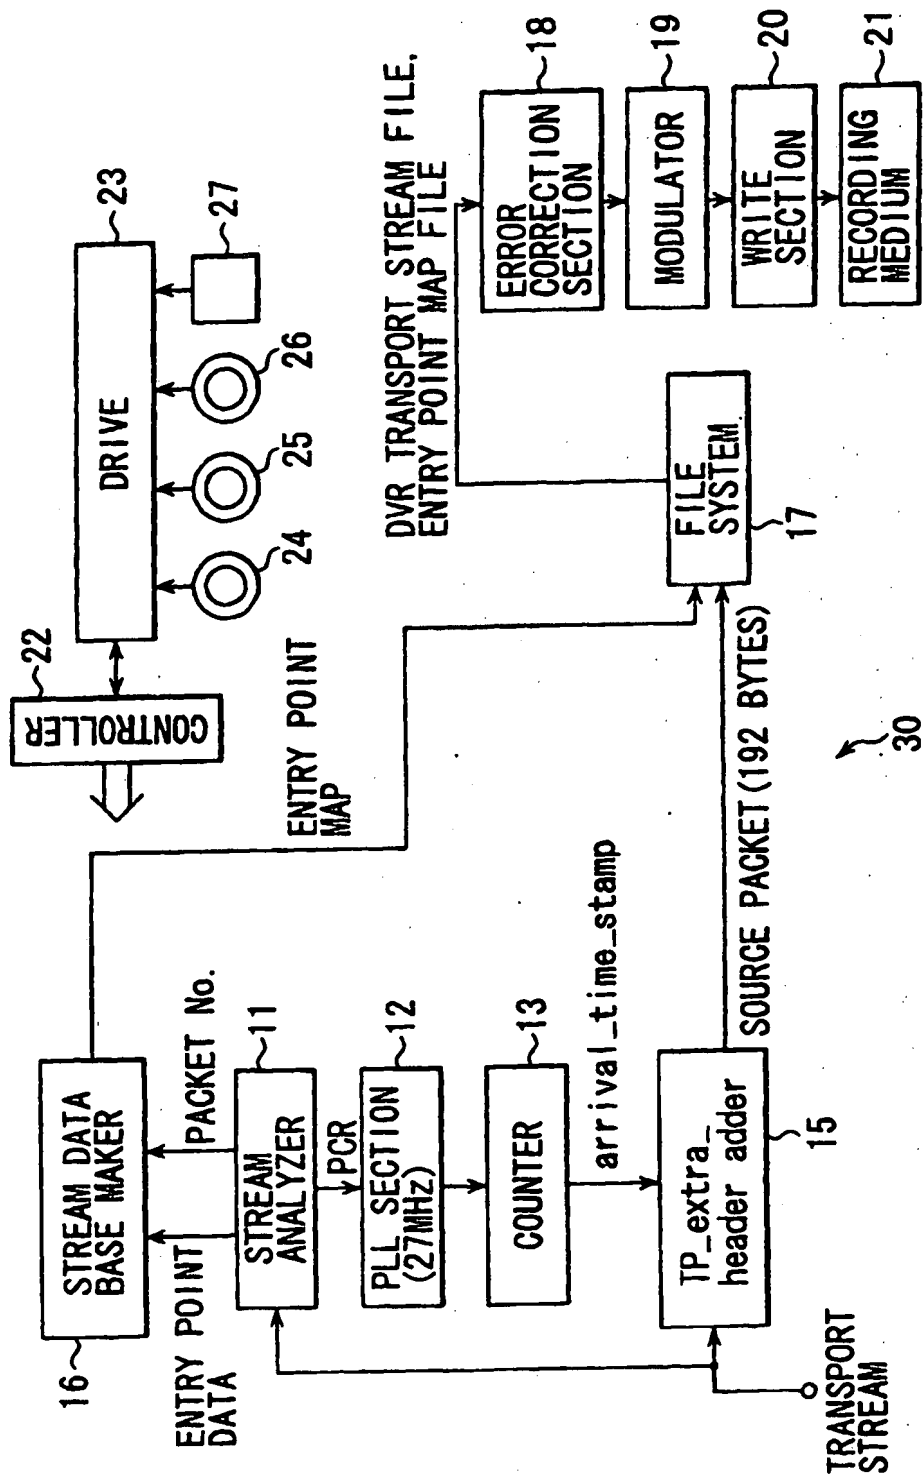 22
CONTROLLER
23
DRIVE
24
25
26
27
16
STREAM DATA
BASE MAKER
ENTRY POINT
MAP
ENTRY POINT
DATA
PACKET No.
11
STREAM
ANALYZER
PCR
12
PLL SECTION
(27MHz)
13
COUNTER
arrival_time_stamp
TP_extra_
header adder
15
TRANSPORT
STREAM
SOURCE PACKET(192 BYTES)
FILE
SYSTEM
17
DVR TRANSPORT STREAM FILE,
ENTRY POINT MAP FILE
ERROR
CORRECTION
SECTION
18
MODULATOR
19
WRITE
SECTION
20
RECORDING
MEDIUM
21
30